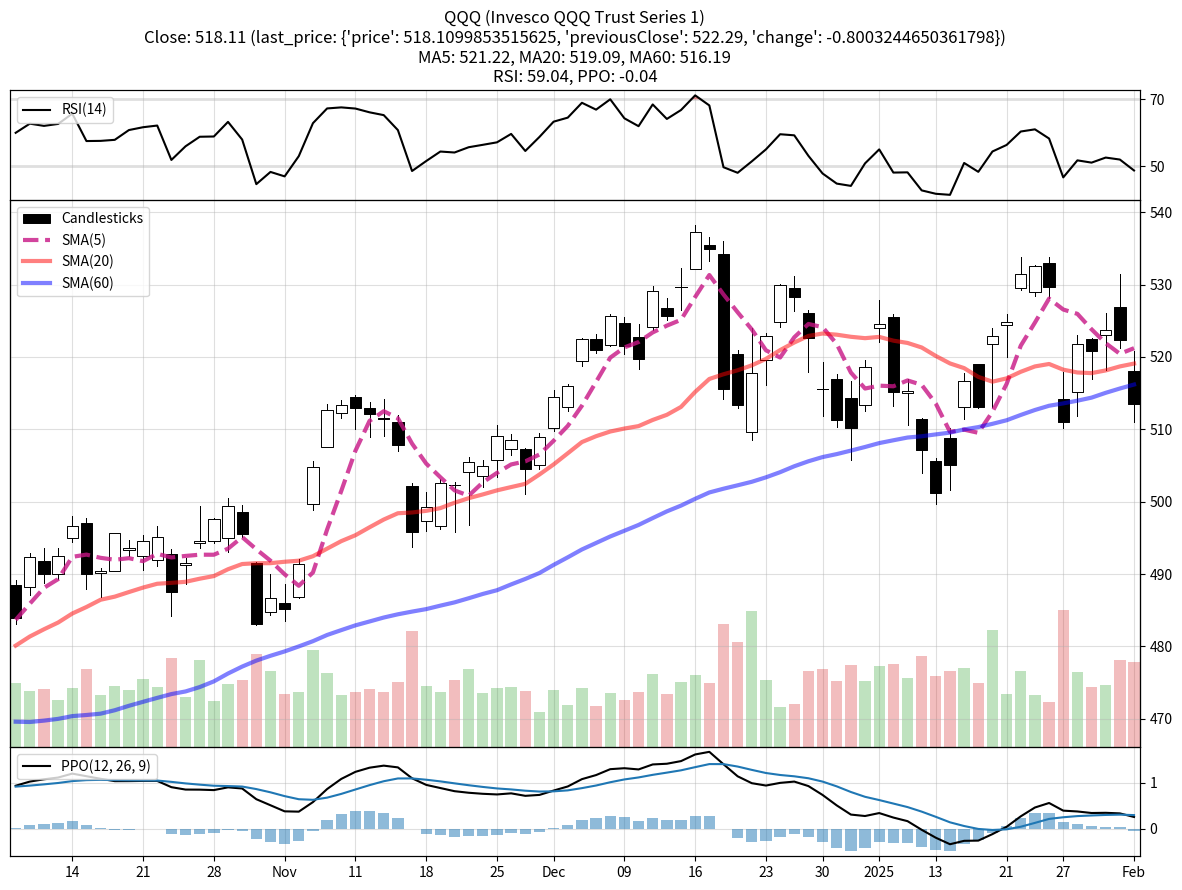 QQQ (Invesco QQQ Trust Series 1)
Close: 518.11 (last_price: {'price': 518.1099853515625, 'previousClose': 522.29, 'change': -0.8003244650361798})
MA5: 521.22, MA20: 519.09, MA60: 516.19
RSI: 59.04, PPO: -0.04
RSI(14)
70
50
Candlesticks
SMA(5)
SMA(20)
SMA(60)
540
530
520
510
500
490
480
470
PPO(12, 26, 9)
1
0
14 21 28 Nov 11 18 25 Dec 09 16 23 30 2025 13 21 27 Feb